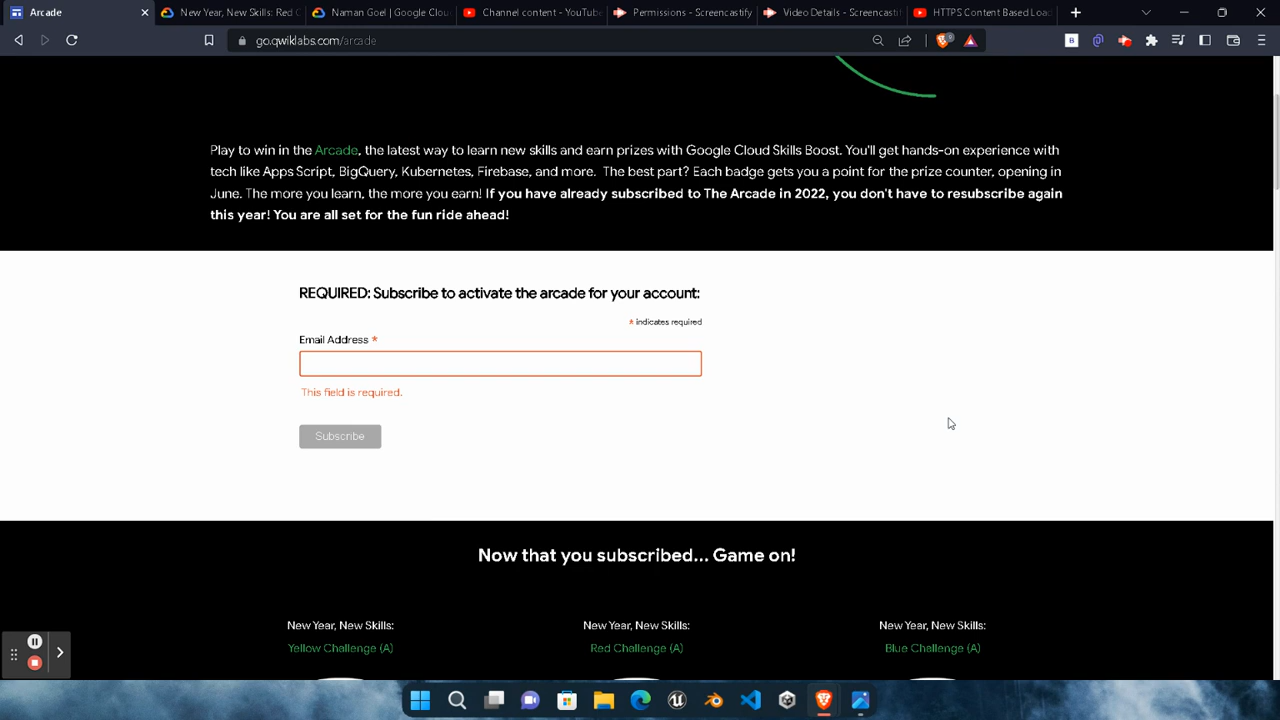 Arcade
New Year, New Skills: Red C
Naman Goel | Google Clou
Channel content - YouTube
Permissions - Screencastify
Video Details - Screencasti
HTTPS Content Based Loa
go.qwiklabs.com/arcade
Play to win in the Arcade, the latest way to learn new skills and earn prizes with Google Cloud Skills Boost. You'll get hands-on experience with
tech like Apps Script, BigQuery, Kubernetes, Firebase, and more. The best part? Each badge gets you a point for the prize counter, opening in
June. The more you learn, the more you earn! If you have already subscribed to The Arcade in 2022, you don't have to resubscribe again
this year! You are all set for the fun ride ahead!
REQUIRED: Subscribe to activate the arcade for your account:
* indicates required
Email Address *
This field is required.
Subscribe
Now that you subscribed... Game on!
New Year, New Skills:
Yellow Challenge (A)
New Year, New Skills:
Red Challenge (A)
New Year, New Skills:
Blue Challenge (A)